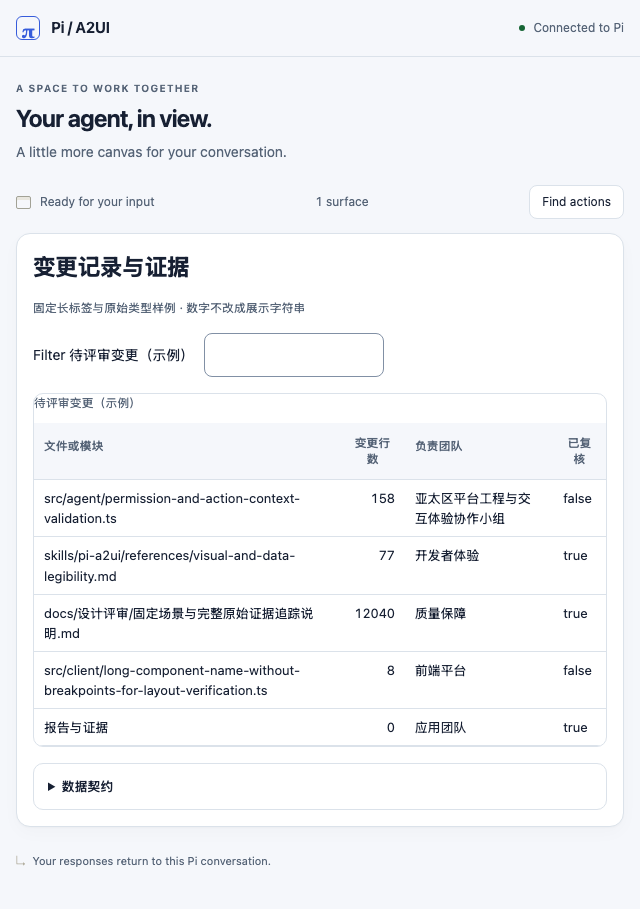 π Pi / A2UI
Connected to Pi
A SPACE TO WORK TOGETHER
Your agent, in view.
A little more canvas for your conversation.
Ready for your input
1 surface
Find actions
变更记录与证据
固定长标签与原始类型样例 · 数字不改成展示字符串
Filter 待评审变更（示例）
待评审变更（示例）
文件或模块
变更行
数
负责团队
已复
核
src/agent/permission-and-action-context-
validation.ts
158
亚太区平台工程与交
互体验协作小组
false
skills/pi-a2ui/references/visual-and-data-
legibility.md
77
开发者体验
true
docs/设计评审/固定场景与完整原始证据追踪说
明.md
12040
质量保障
true
src/client/long-component-name-without-
breakpoints-for-layout-verification.ts
8
前端平台
false
报告与证据
0
应用团队
true
数据契约
Your responses return to this Pi conversation.